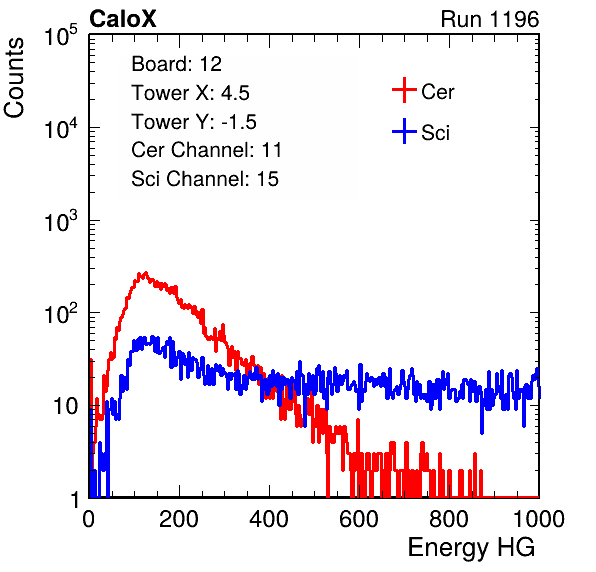 CaloX
Run 1196
Counts
10^5
10^4
10^3
10^2
10
1
Board: 12
Tower X: 4.5
Tower Y: -1.5
Cer Channel: 11
Sci Channel: 15
Cer
Sci
0 200 400 600 800 1000
Energy HG